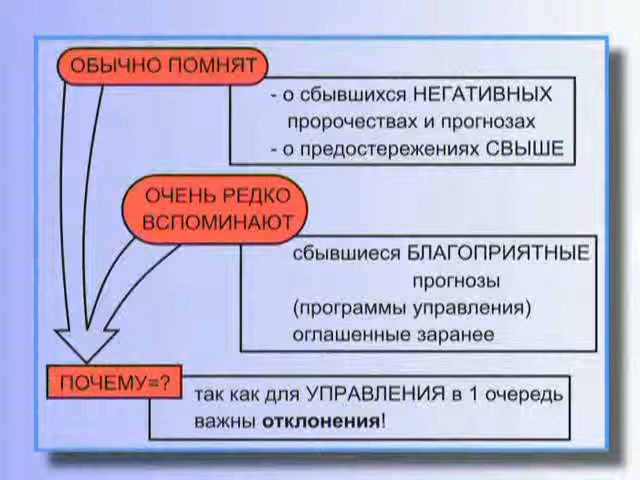 ОБЫЧНО ПОМНЯТ
- о сбывшихся НЕГАТИВНЫХ
пророчествах и прогнозах
- о предостережениях СВЫШЕ
ОЧЕНЬ РЕДКО
ВСПОМИНАЮТ
сбывшиеся БЛАГОПРИЯТНЫЕ
прогнозы
(программы управления)
оглашенные заранее
ПОЧЕМУ=?
так как для УПРАВЛЕНИЯ в 1 очередь
важны отклонения!